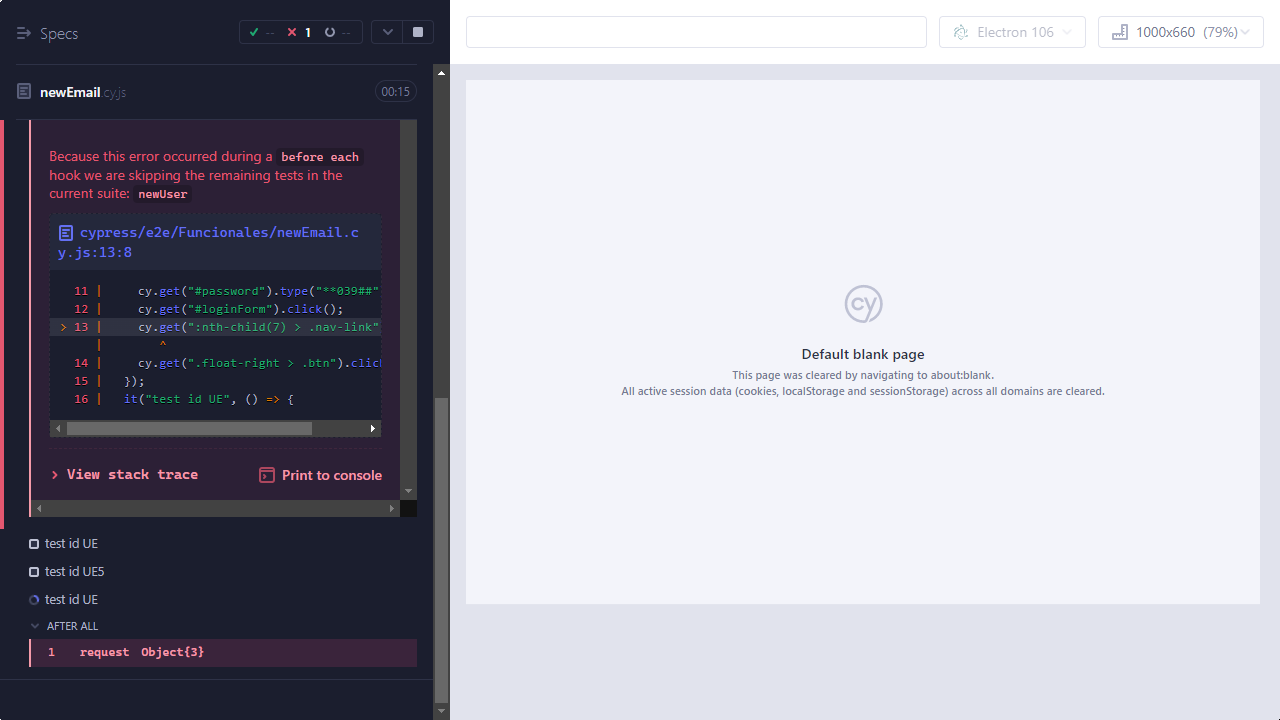 Specs
-- 1 --
newEmail.cy.js 00:15
Because this error occurred during a before each
hook we are skipping the remaining tests in the
current suite: newUser
cypress/e2e/Funcionales/newEmail.c
y.js:13:8
11 | cy.get("#password").type("**039##"
12 | cy.get("#loginForm").click();
> 13 | cy.get(":nth-child(7) > .nav-link"
| ^
14 | cy.get(".float-right > .btn").click
15 | });
16 | it("test id UE", () => {
> View stack trace
Print to console
test id UE
test id UE5
test id UE
AFTER ALL
1 request Object{3}
Electron 106
1000x660 (79%)
cy
Default blank page
This page was cleared by navigating to about:blank.
All active session data (cookies, localStorage and sessionStorage) across all domains are cleared.